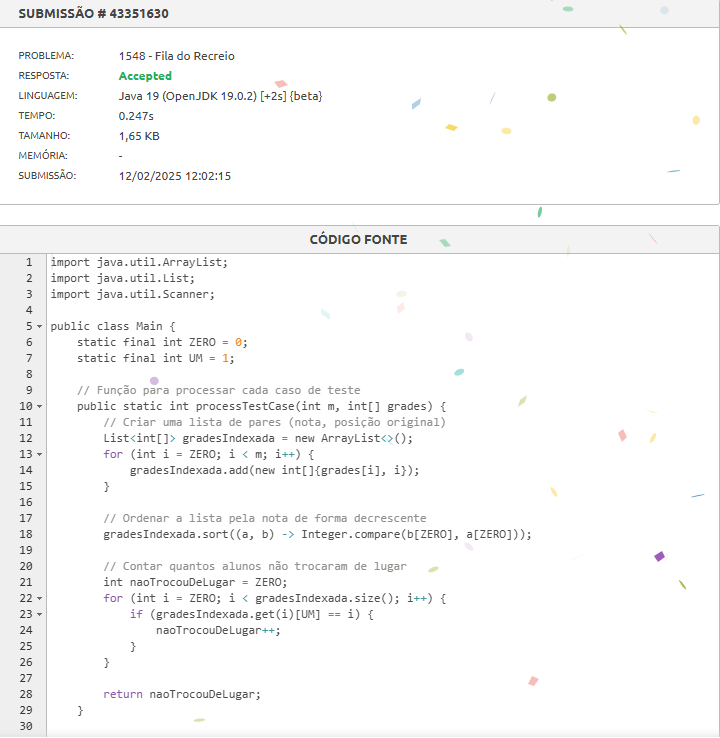 SUBMISSÃO # 43351630
PROBLEMA: 1548 - Fila do Recreio
RESPOSTA: Accepted
LINGUAGEM: Java 19 (OpenJDK 19.0.2) [+2s] {beta}
TEMPO: 0.247s
TAMANHO: 1,65 KB
MEMÓRIA: -
SUBMISSÃO: 12/02/2025 12:02:15
CÓDIGO FONTE
1 import java.util.ArrayList;
2 import java.util.List;
3 import java.util.Scanner;
4
5 public class Main {
6     static final int ZERO = 0;
7     static final int UM = 1;
8
9     // Função para processar cada caso de teste
10     public static int processTestCase(int m, int[] grades) {
11         // Criar uma lista de pares (nota, posição original)
12         List<int[]> gradesIndexada = new ArrayList<>();
13         for (int i = ZERO; i < m; i++) {
14             gradesIndexada.add(new int[]{grades[i], i});
15         }
16
17         // Ordenar a lista pela nota de forma decrescente
18         gradesIndexada.sort((a, b) -> Integer.compare(b[ZERO], a[ZERO]));
19
20         // Contar quantos alunos não trocaram de lugar
21         int naoTrocouDeLugar = ZERO;
22         for (int i = ZERO; i < gradesIndexada.size(); i++) {
23             if (gradesIndexada.get(i)[UM] == i) {
24                 naoTrocouDeLugar++;
25             }
26         }
27
28         return naoTrocouDeLugar;
29     }
30